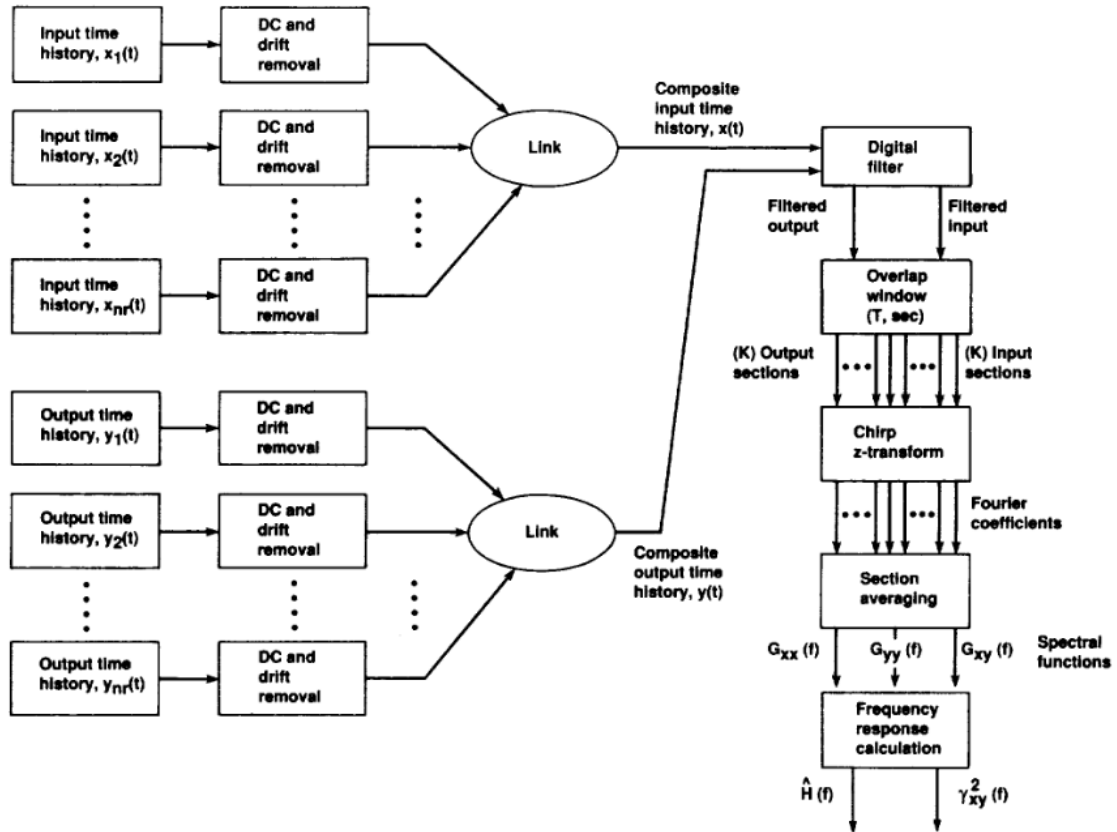 Input time
history, x1(t)
DC and
drift
removal
Input time
history, x2(t)
DC and
drift
removal
Input time
history, xnr(t)
DC and
drift
removal
Link
Composite
input time
history, x(t)
Output time
history, y1(t)
DC and
drift
removal
Output time
history, y2(t)
DC and
drift
removal
Output time
history, ynr(t)
DC and
drift
removal
Link
Composite
output time
history, y(t)
Digital
filter
Filtered
output
Filtered
input
Overlap
window
(T, sec)
(K) Output
sections
(K) Input
sections
Chirp
z-transform
Fourier
coefficients
Section
averaging
Gxx (f)
Gyy (f)
Gxy (f)
Spectral
functions
Frequency
response
calculation
Ĥ (f)
γ²xy (f)